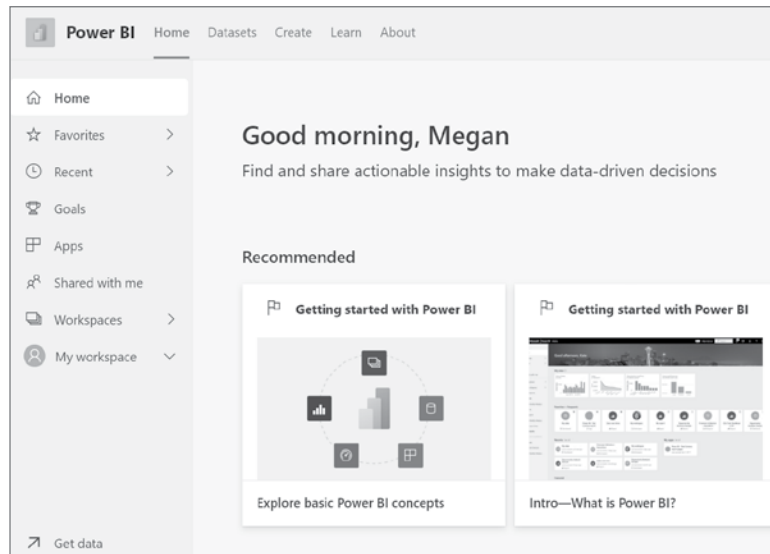 Power BI Home Datasets Create Learn About
Home
Favorites
Recent
Goals
Apps
Shared with me
Workspaces
My workspace
Get data
Good morning, Megan
Find and share actionable insights to make data-driven decisions
Recommended
Getting started with Power BI
Explore basic Power BI concepts
Getting started with Power BI
Intro—What is Power BI?